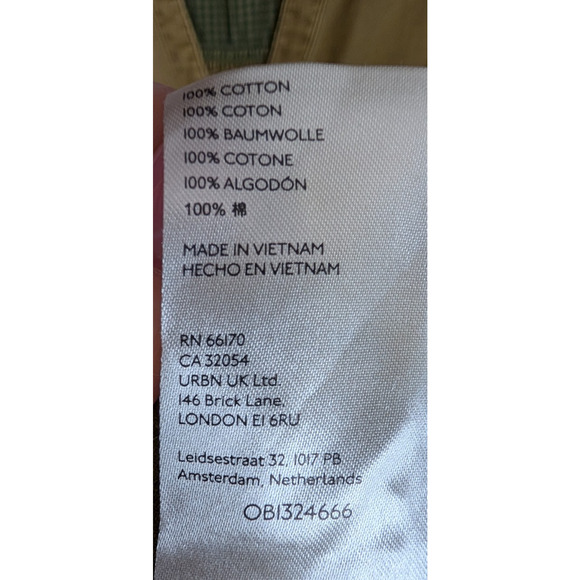 100% COTTON
100% COTON
100% BAUMWOLLE
100% COTONE
100% ALGODÓN
100% 棉
MADE IN VIETNAM
HECHO EN VIETNAM
RN 66170
CA 32054
URBN UK Ltd.
146 Brick Lane,
LONDON E1 6RU
Leidsestraat 32, 1017 PB
Amsterdam, Netherlands
OB1324666